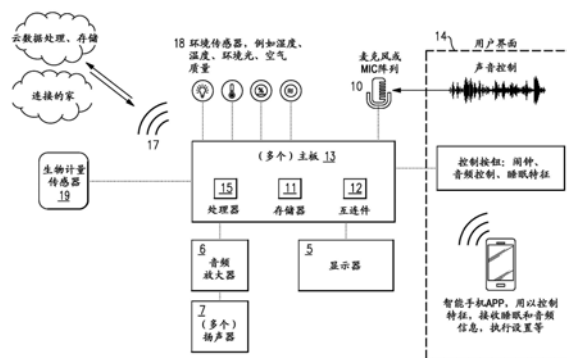 云数据处理、存储
连接的家
17
18 环境传感器，例如温度、
温度、环境光、空气
质量
麦克风或
MIC阵列
10
14
用户界面
声音控制
生物计量
传感器
19
（多个）主板 13
15
处理器
11
存储器
12
互连件
控制按钮：闹钟、
音频控制、睡眠特征
6
音频
放大器
5
显示器
7
（多个）
扬声器
智能手机APP，用以控制
特征，接收睡眠和音频
信息，执行设置等